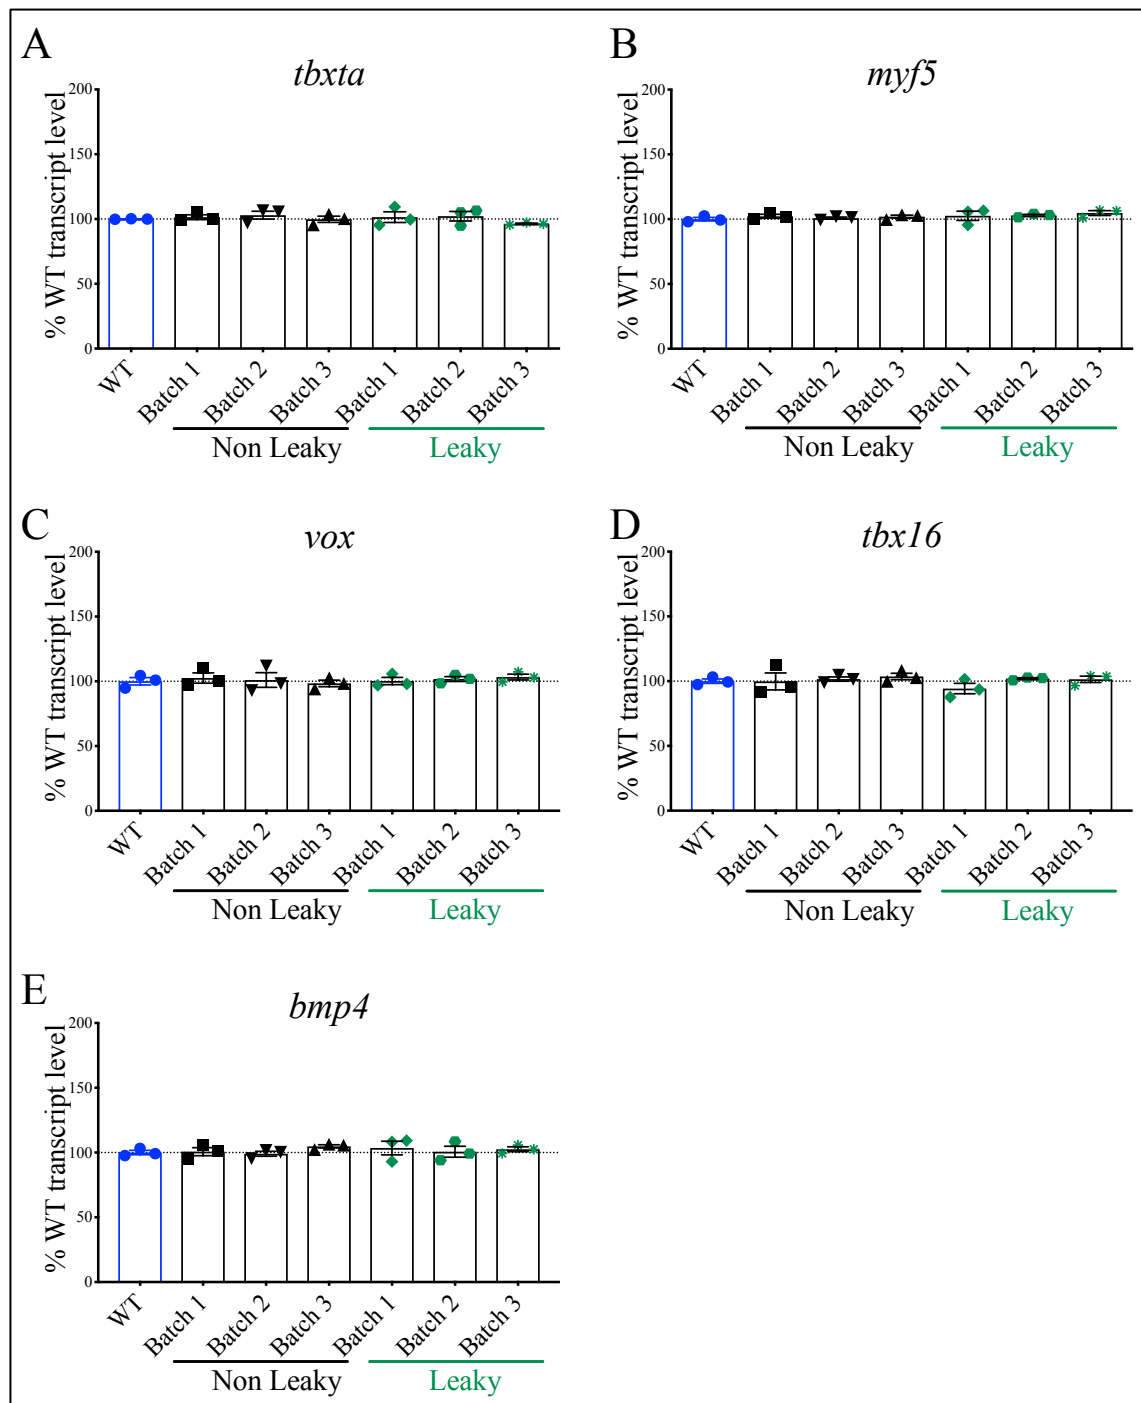 A
tbxta
% WT transcript level
200
150
100
50
0
WT
Batch 1
Batch 2
Batch 3
Batch 1
Batch 2
Batch 3
Non Leaky
Leaky
B
myf5
% WT transcript level
200
150
100
50
0
WT
Batch 1
Batch 2
Batch 3
Batch 1
Batch 2
Batch 3
Non Leaky
Leaky
C
vox
% WT transcript level
200
150
100
50
0
WT
Batch 1
Batch 2
Batch 3
Batch 1
Batch 2
Batch 3
Non Leaky
Leaky
D
tbx16
% WT transcript level
200
150
100
50
0
WT
Batch 1
Batch 2
Batch 3
Batch 1
Batch 2
Batch 3
Non Leaky
Leaky
E
bmp4
% WT transcript level
200
150
100
50
0
WT
Batch 1
Batch 2
Batch 3
Batch 1
Batch 2
Batch 3
Non Leaky
Leaky